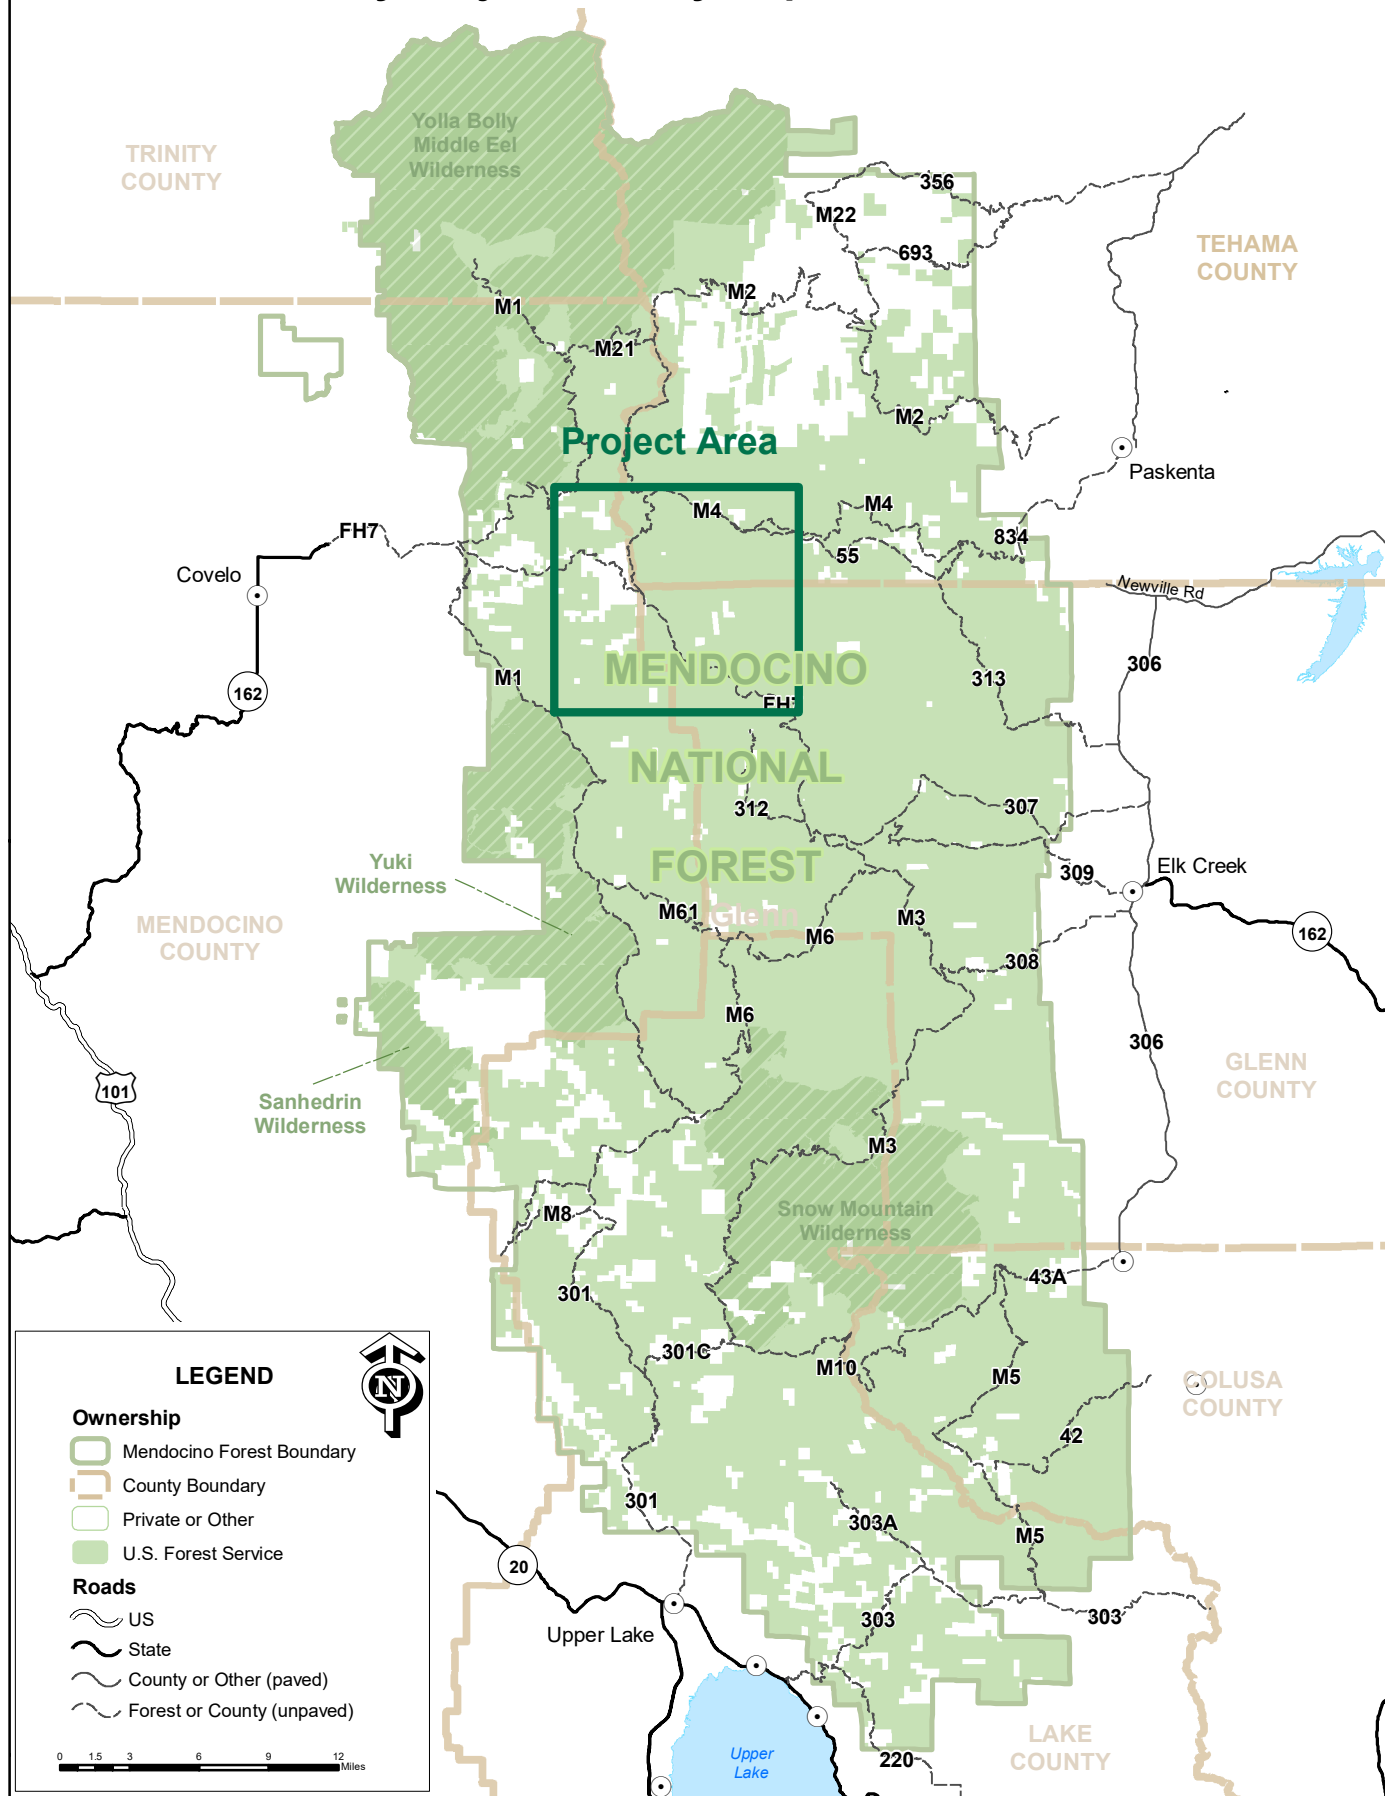 Yolla Bolly
Middle Eel
Wilderness
TRINITY
COUNTY
356
M22
693
TEHAMA
COUNTY
M2
M1
M21
M2
Project Area
Paskenta
M4
M4
FH7
834
55
Covelo
Newville Rd
306
MENDOCINO
M1
313
162
FH7
NATIONAL
312
307
Yuki
Wilderness
FOREST
309
Elk Creek
M61
Glenn
M3
MENDOCINO
COUNTY
M6
162
308
M6
306
GLENN
COUNTY
101
Sanhedrin
Wilderness
M3
Snow Mountain
Wilderness
M8
43A
301
301C
M10
M5
COLUSA
COUNTY
42
301
303A
M5
20
303
303
Upper Lake
LAKE
COUNTY
Upper
Lake
220
LEGEND
N
Ownership
Mendocino Forest Boundary
County Boundary
Private or Other
U.S. Forest Service
Roads
US
State
County or Other (paved)
Forest or County (unpaved)
0 1.5 3 6 9 12
Miles